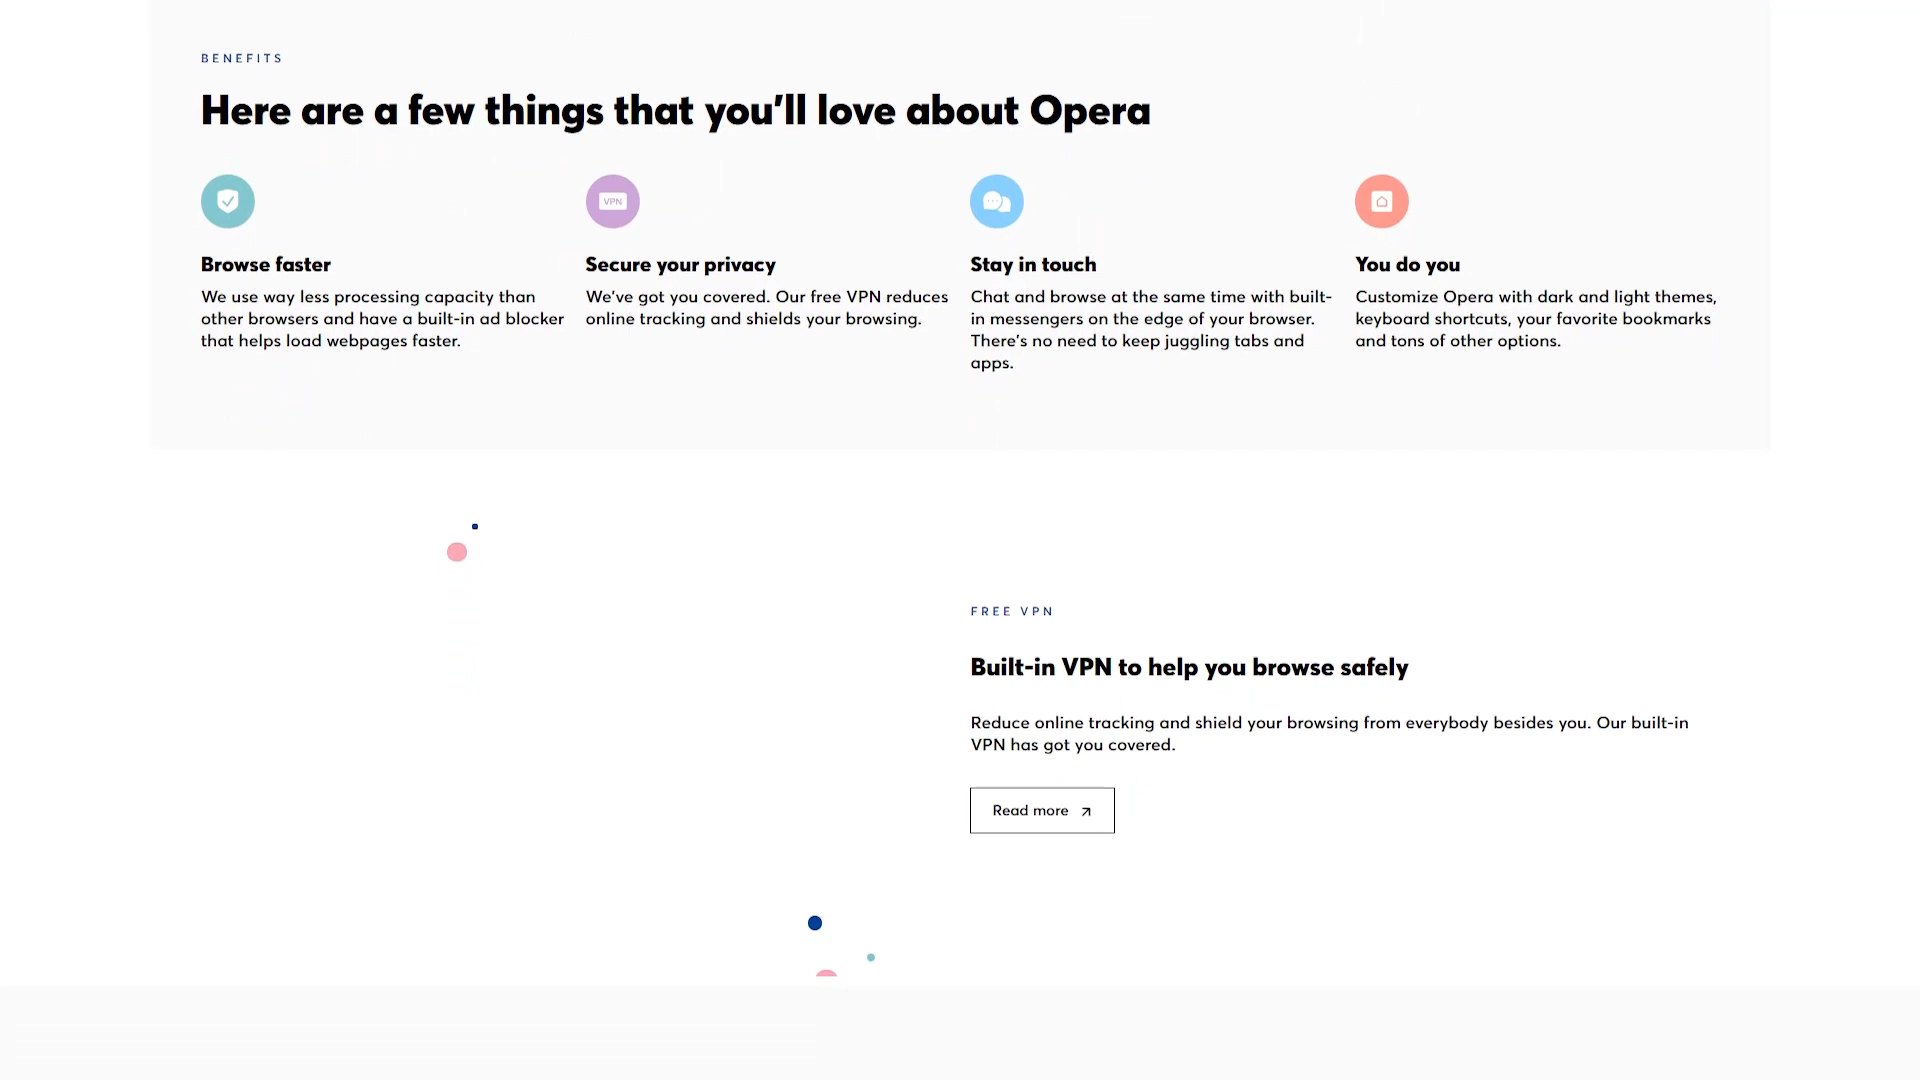 BENEFITS
Here are a few things that you'll love about Opera
VPN
Browse faster
We use way less processing capacity than
other browsers and have a built-in ad blocker
that helps load webpages faster.
Secure your privacy
We've got you covered. Our free VPN reduces
online tracking and shields your browsing.
Stay in touch
Chat and browse at the same time with built-
in messengers on the edge of your browser.
There's no need to keep juggling tabs and
apps.
You do you
Customize Opera with dark and light themes,
keyboard shortcuts, your favorite bookmarks
and tons of other options.
FREE VPN
Built-in VPN to help you browse safely
Reduce online tracking and shield your browsing from everybody besides you. Our built-in
VPN has got you covered.
Read more